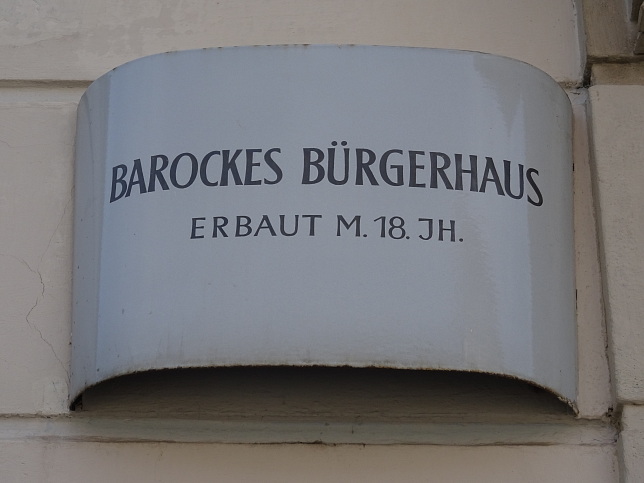 BAROCKES BÜRGERHAUS
ERBAUT M. 18. JH.